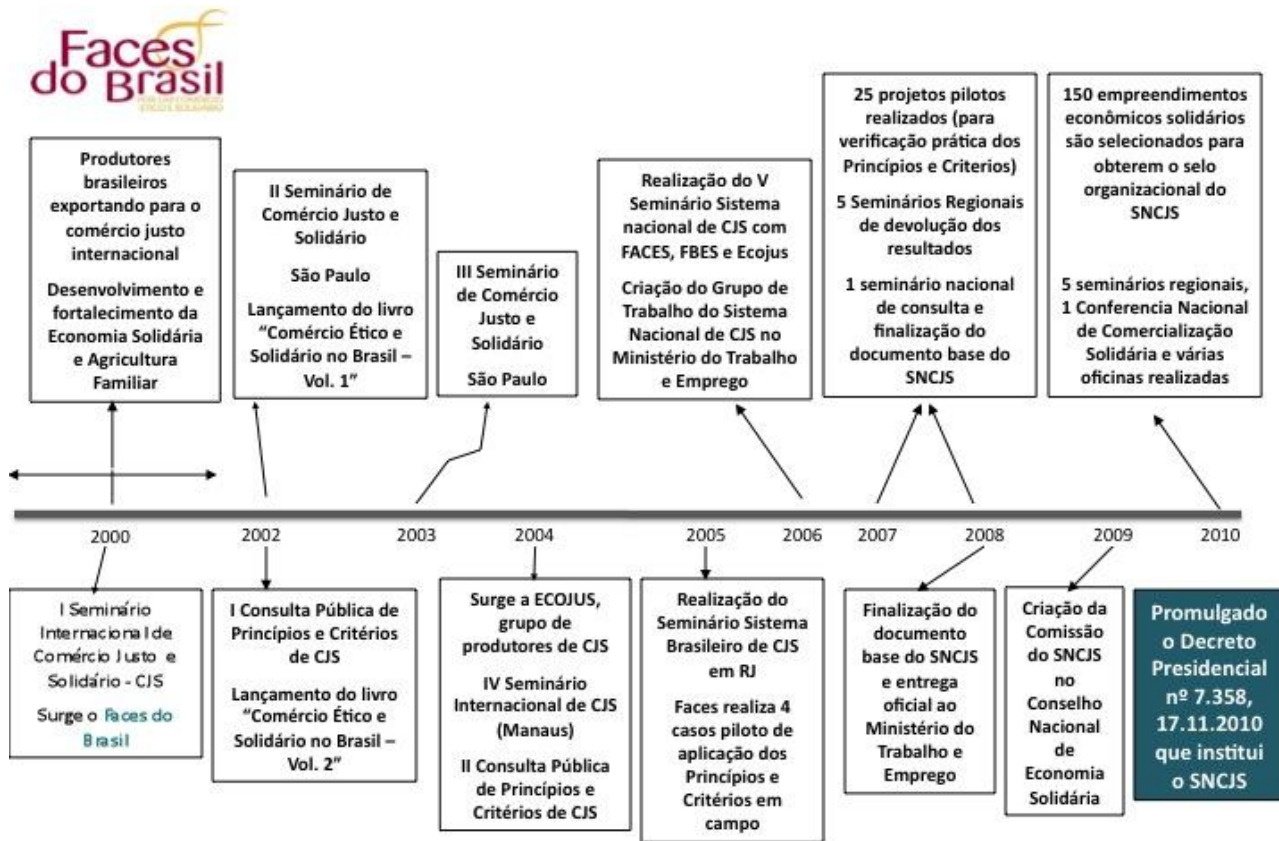 Faces
do Brasil
POR UM COMÉRCIO
ÉTICO E SOLIDÁRIO
Produtores
brasileiros
exportando para o
comércio justo
internacional
Desenvolvimento e
fortalecimento da
Economia Solidária
e Agricultura
Familiar
II Seminário de
Comércio Justo e
Solidário
São Paulo
Lançamento do livro
“Comércio Ético e
Solidário no Brasil –
Vol. 1”
III Seminário
de Comércio
Justo e
Solidário
São Paulo
Realização do V
Seminário Sistema
nacional de CJS com
FACES, FBES e Ecojus
Criação do Grupo de
Trabalho do Sistema
Nacional de CJS no
Ministério do Trabalho
e Emprego
25 projetos pilotos
realizados (para
verificação prática dos
Princípios e Criterios)
5 Seminários Regionais
de devolução dos
resultados
1 seminário nacional
de consulta e
finalização do
documento base do
SNCJS
150 empreendimentos
econômicos solidários
são selecionados para
obterem o selo
organizacional do
SNCJS
5 seminários regionais,
1 Conferencia Nacional
de Comercialização
Solidária e várias
oficinas realizadas
2000 2002 2003 2004 2005 2006 2007 2008 2009 2010
I Seminário
Internacional de
Comércio Justo e
Solidário - CJS
Surge o Faces do
Brasil
I Consulta Pública de
Princípios e Critérios
de CJS
Lançamento do livro
“Comércio Ético e
Solidário no Brasil –
Vol. 2”
Surge a ECOJUS,
grupo de
produtores de CJS
IV Seminário
Internacional de CJS
(Manaus)
II Consulta Pública
de Princípios e
Critérios de CJS
Realização do
Seminário Sistema
Brasileiro de CJS
em RJ
Faces realiza 4
casos piloto de
aplicação dos
Princípios e
Critérios em
campo
Finalização do
documento
base do SNCJS
e entrega
oficial ao
Ministério do
Trabalho e
Emprego
Criação da
Comissão
do SNCJS
no
Conselho
Nacional
de
Economia
Solidária
Promulgado
o Decreto
Presidencial
nº 7.358,
17.11.2010
que institui
o SNCJS